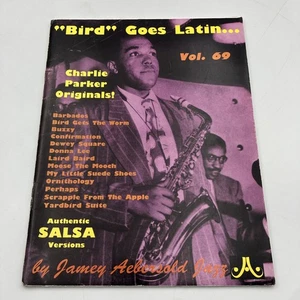 "Bird" Goes Latin...
Vol. 69
Charlie
Parker
Originals!
Barbados
Bird Gets The Worm
Buzzy
Confirmation
Dewey Square
Donna Lee
Laird Baird
Moose The Mooch
My Little Suede Shoes
Ornithology
Perhaps
Scrapple From The Apple
Yardbird Suite
Authentic
SALSA
Versions
by Jamey Aebersold Jazz